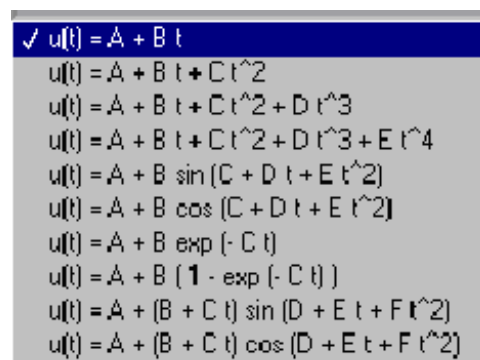 ✓ u(t) = A + B t
u(t) = A + B t + C t^2
u(t) = A + B t + C t^2 + D t^3
u(t) = A + B t + C t^2 + D t^3 + E t^4
u(t) = A + B sin (C + D t + E t^2)
u(t) = A + B cos (C + D t + E t^2)
u(t) = A + B exp (- C t)
u(t) = A + B ( 1 - exp (- C t) )
u(t) = A + (B + C t) sin (D + E t + F t^2)
u(t) = A + (B + C t) cos (D + E t + F t^2)